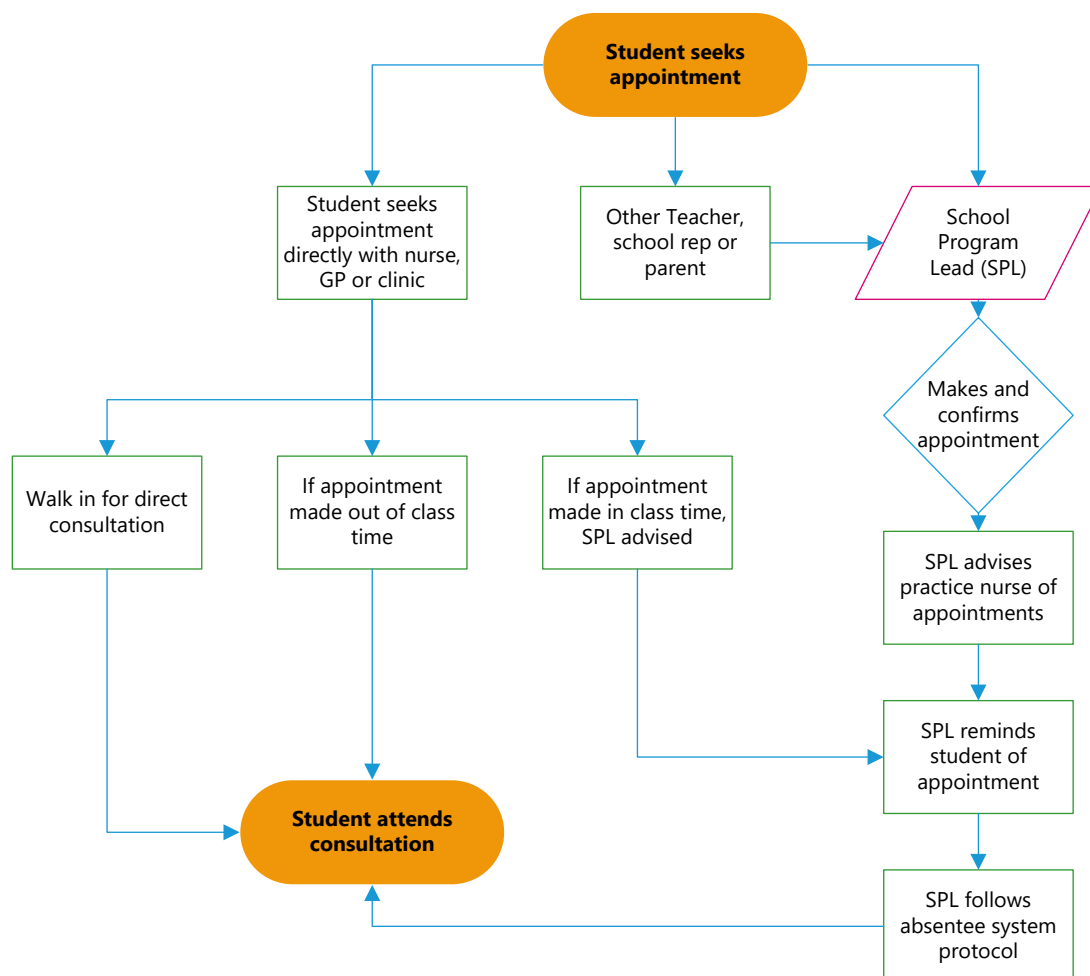 Student seeks
appointment
Student seeks
appointment
directly with nurse,
GP or clinic
Other Teacher,
school rep or
parent
School
Program
Lead (SPL)
Makes and
confirms
appointment
Walk in for direct
consultation
If appointment
made out of class
time
If appointment
made in class time,
SPL advised
SPL advises
practice nurse of
appointments
SPL reminds
student of
appointment
Student attends
consultation
SPL follows
absentee system
protocol